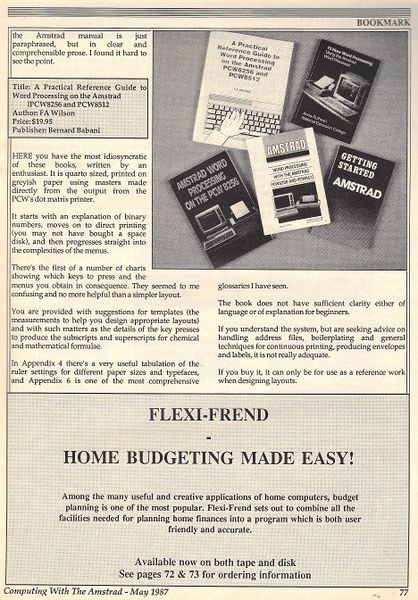 BOOKMARK
the Amstrad manual is just
paraphrased, but in clear and
comprehensible prose. I found it hard to
see the point.
Title: A Practical Reference Guide to
Word Processing on the Amstrad
PCW8256 and PCW8512
Author: FA Wilson
Price: $19.95
Publisher: Bernard Babani
HERE you have the most idiosyncratic
of these books, written by an
enthusiast. It is quarto sized, printed on
greyish paper using masters made
directly from the output from the
PCW's dot matrix printer.
It starts with an explanation of binary
numbers, moves on to direct printing
(you may not have bought a space
disk), and then progresses straight into
the complexities of the menus.
There's the first of a number of charts
showing which keys to press and the
menus you obtain in consequence. They seemed to me
confusing and no more helpful than a simpler layout.
You are provided with suggestions for templates (the
measurements to help you design appropriate layouts)
and with such matters as the details of the key presses
to produce the subscripts and superscripts for chemical
and mathematical formulae.
In Appendix 4 there's a very useful tabulation of the
ruler settings for different paper sizes and typefaces,
and Appendix 6 is one of the most comprehensive
A Practical
Reference Guide to
Word Processing
on the Amstrad
PCW8256 and
PCW8512
AMSTRAD WORD
PROCESSING
ON THE PCW 8256
AMSTRAD
WORD-PROCESSING
WITH THE AMSTRAD
GETTING
STARTED
AMSTRAD
glossaries I have seen.
The book does not have sufficient clarity either of
language or of explanation for beginners.
If you understand the system, but are seeking advice on
handling address files, boilerplating and general
techniques for continuous printing, producing envelopes
and labels, it is not really adequate.
If you buy it, it can only be for use as a reference work
when designing layouts.
FLEXI-FREND
-
HOME BUDGETING MADE EASY!
Among the many useful and creative applications of home computers, budget
planning is one of the most popular. Flexi-Frend sets out to combine all the
facilities needed for planning home finances into a program which is both user
friendly and accurate.
Available now on both tape and disk
See pages 72 & 73 for ordering information
Computing With The Amstrad - May 1987
77